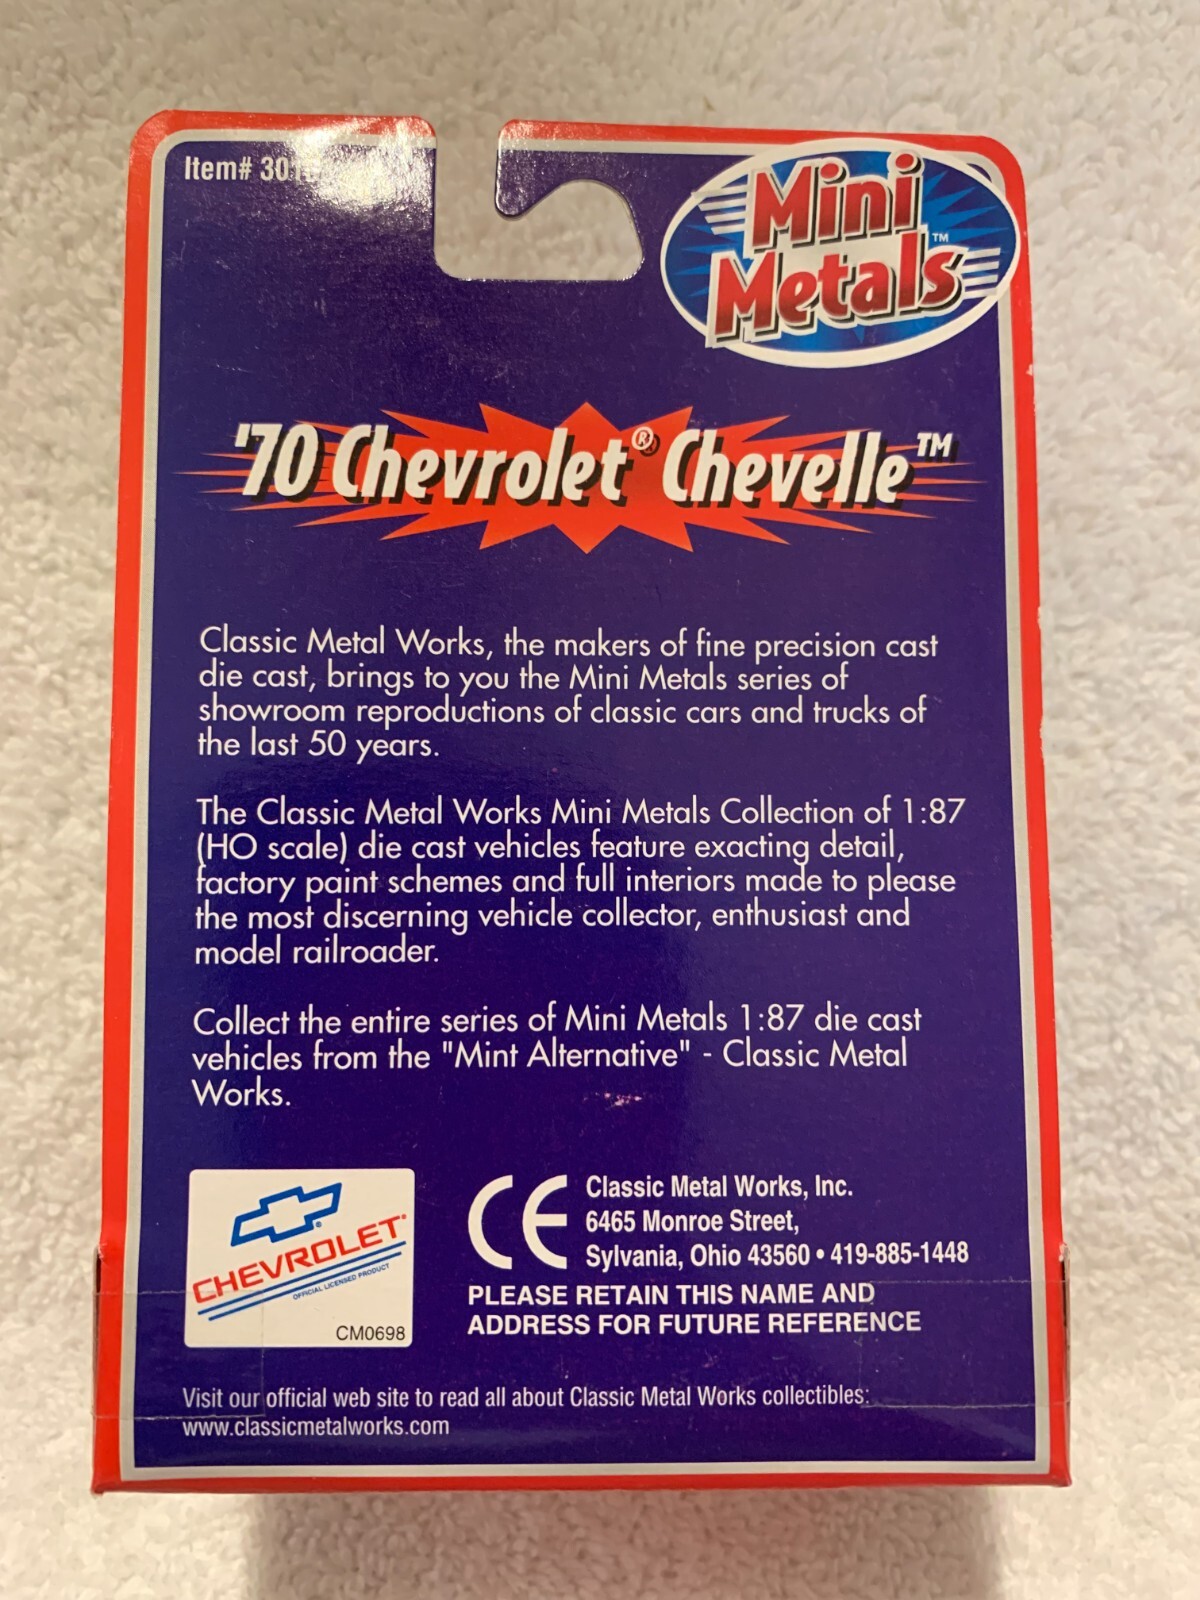 Item#
Mini
Metals™
'70 Chevrolet® Chevelle™
Classic Metal Works, the makers of fine precision cast
die cast, brings to you the Mini Metals series of
showroom reproductions of classic cars and trucks of
the last 50 years.
The Classic Metal Works Mini Metals Collection of 1:87
(HO scale) die cast vehicles feature exacting detail,
factory paint schemes and full interiors made to please
the most discerning vehicle collector, enthusiast and
model railroader.
Collect the entire series of Mini Metals 1:87 die cast
vehicles from the "Mint Alternative" - Classic Metal
Works.
CHEVROLET®
OFFICIAL LICENSED PRODUCT
CM0698
CE
Classic Metal Works, Inc.
6465 Monroe Street,
Sylvania, Ohio 43560 • 419-885-1448
PLEASE RETAIN THIS NAME AND
ADDRESS FOR FUTURE REFERENCE
Visit our official web site to read all about Classic Metal Works collectibles:
www.classicmetalworks.com